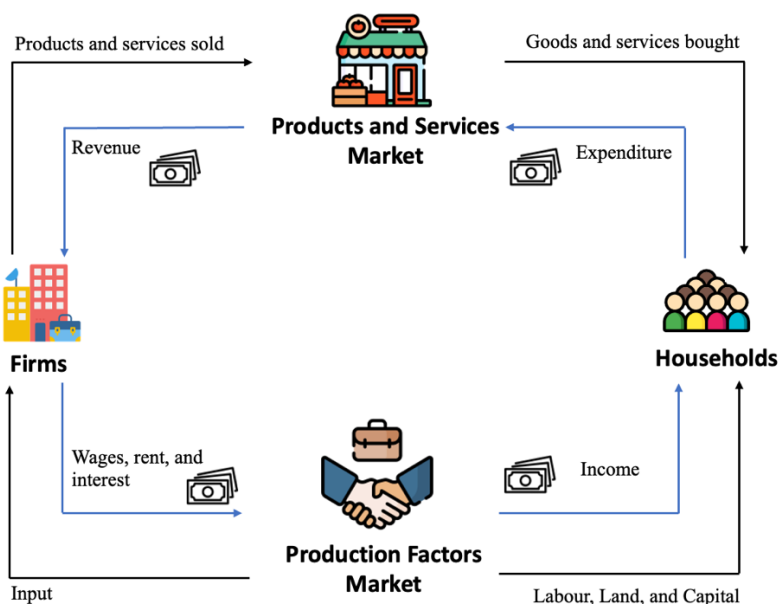 Products and services sold
Goods and services bought
Products and Services
Market
Revenue
Expenditure
Firms
Households
Wages, rent, and
interest
Income
Production Factors
Market
Input
Labour, Land, and Capital